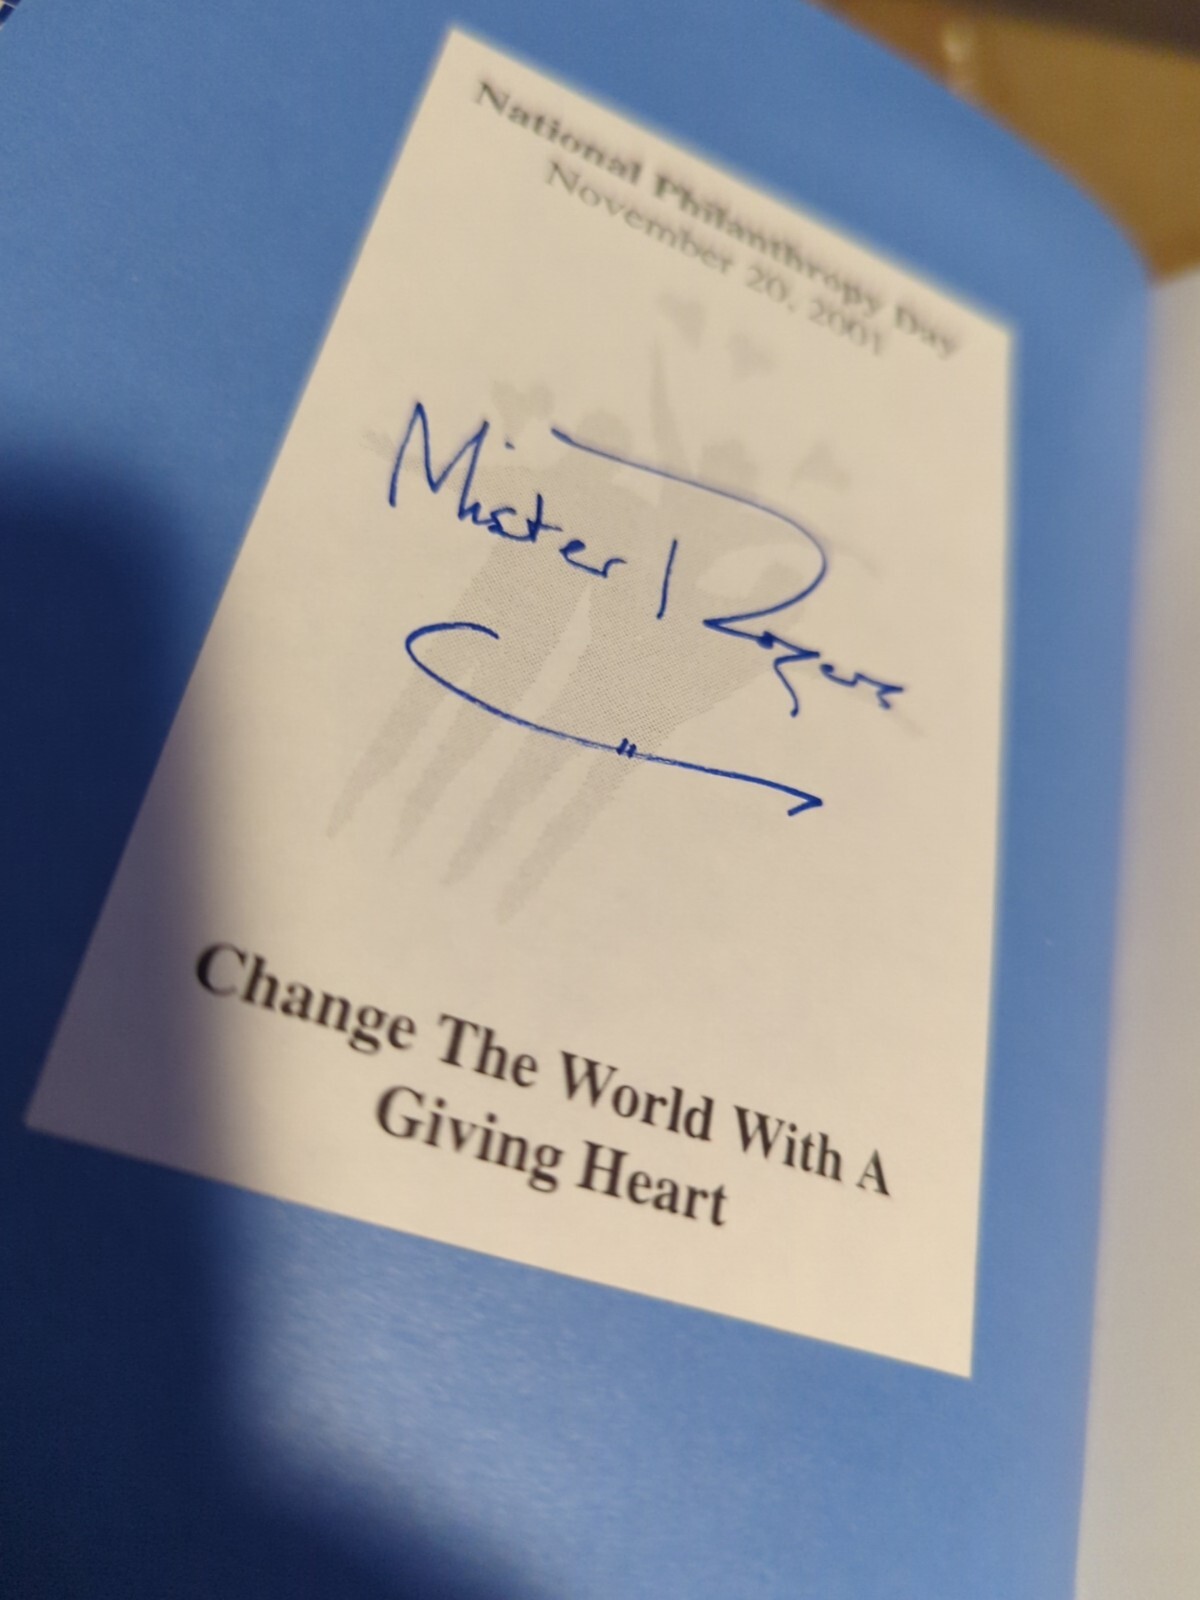 National Philanthropy Day
November 20, 2001
Mister Rogers
Change The World With A
Giving Heart